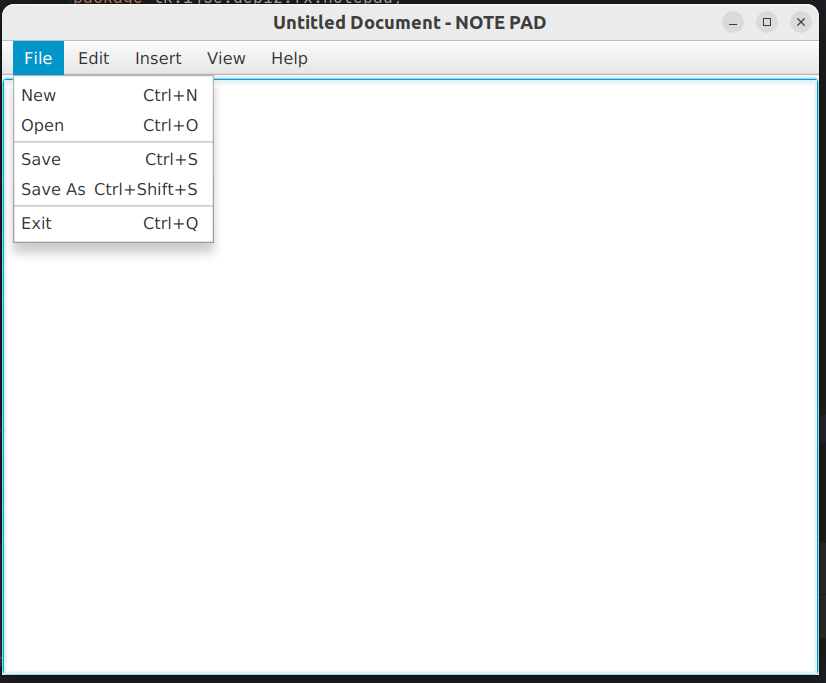 Untitled Document - NOTE PAD
File Edit Insert View Help
New Ctrl+N
Open Ctrl+O
Save Ctrl+S
Save As Ctrl+Shift+S
Exit Ctrl+Q